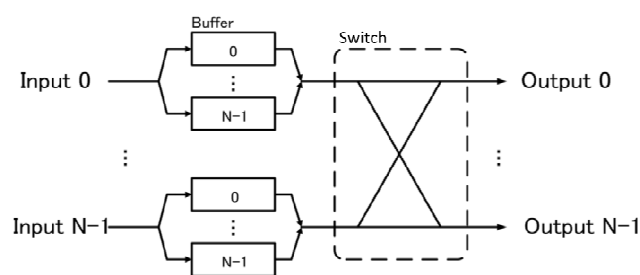 Buffer
Switch
Input 0
0
⋮
N-1
Output 0
⋮
⋮
Input N-1
0
⋮
N-1
Output N-1